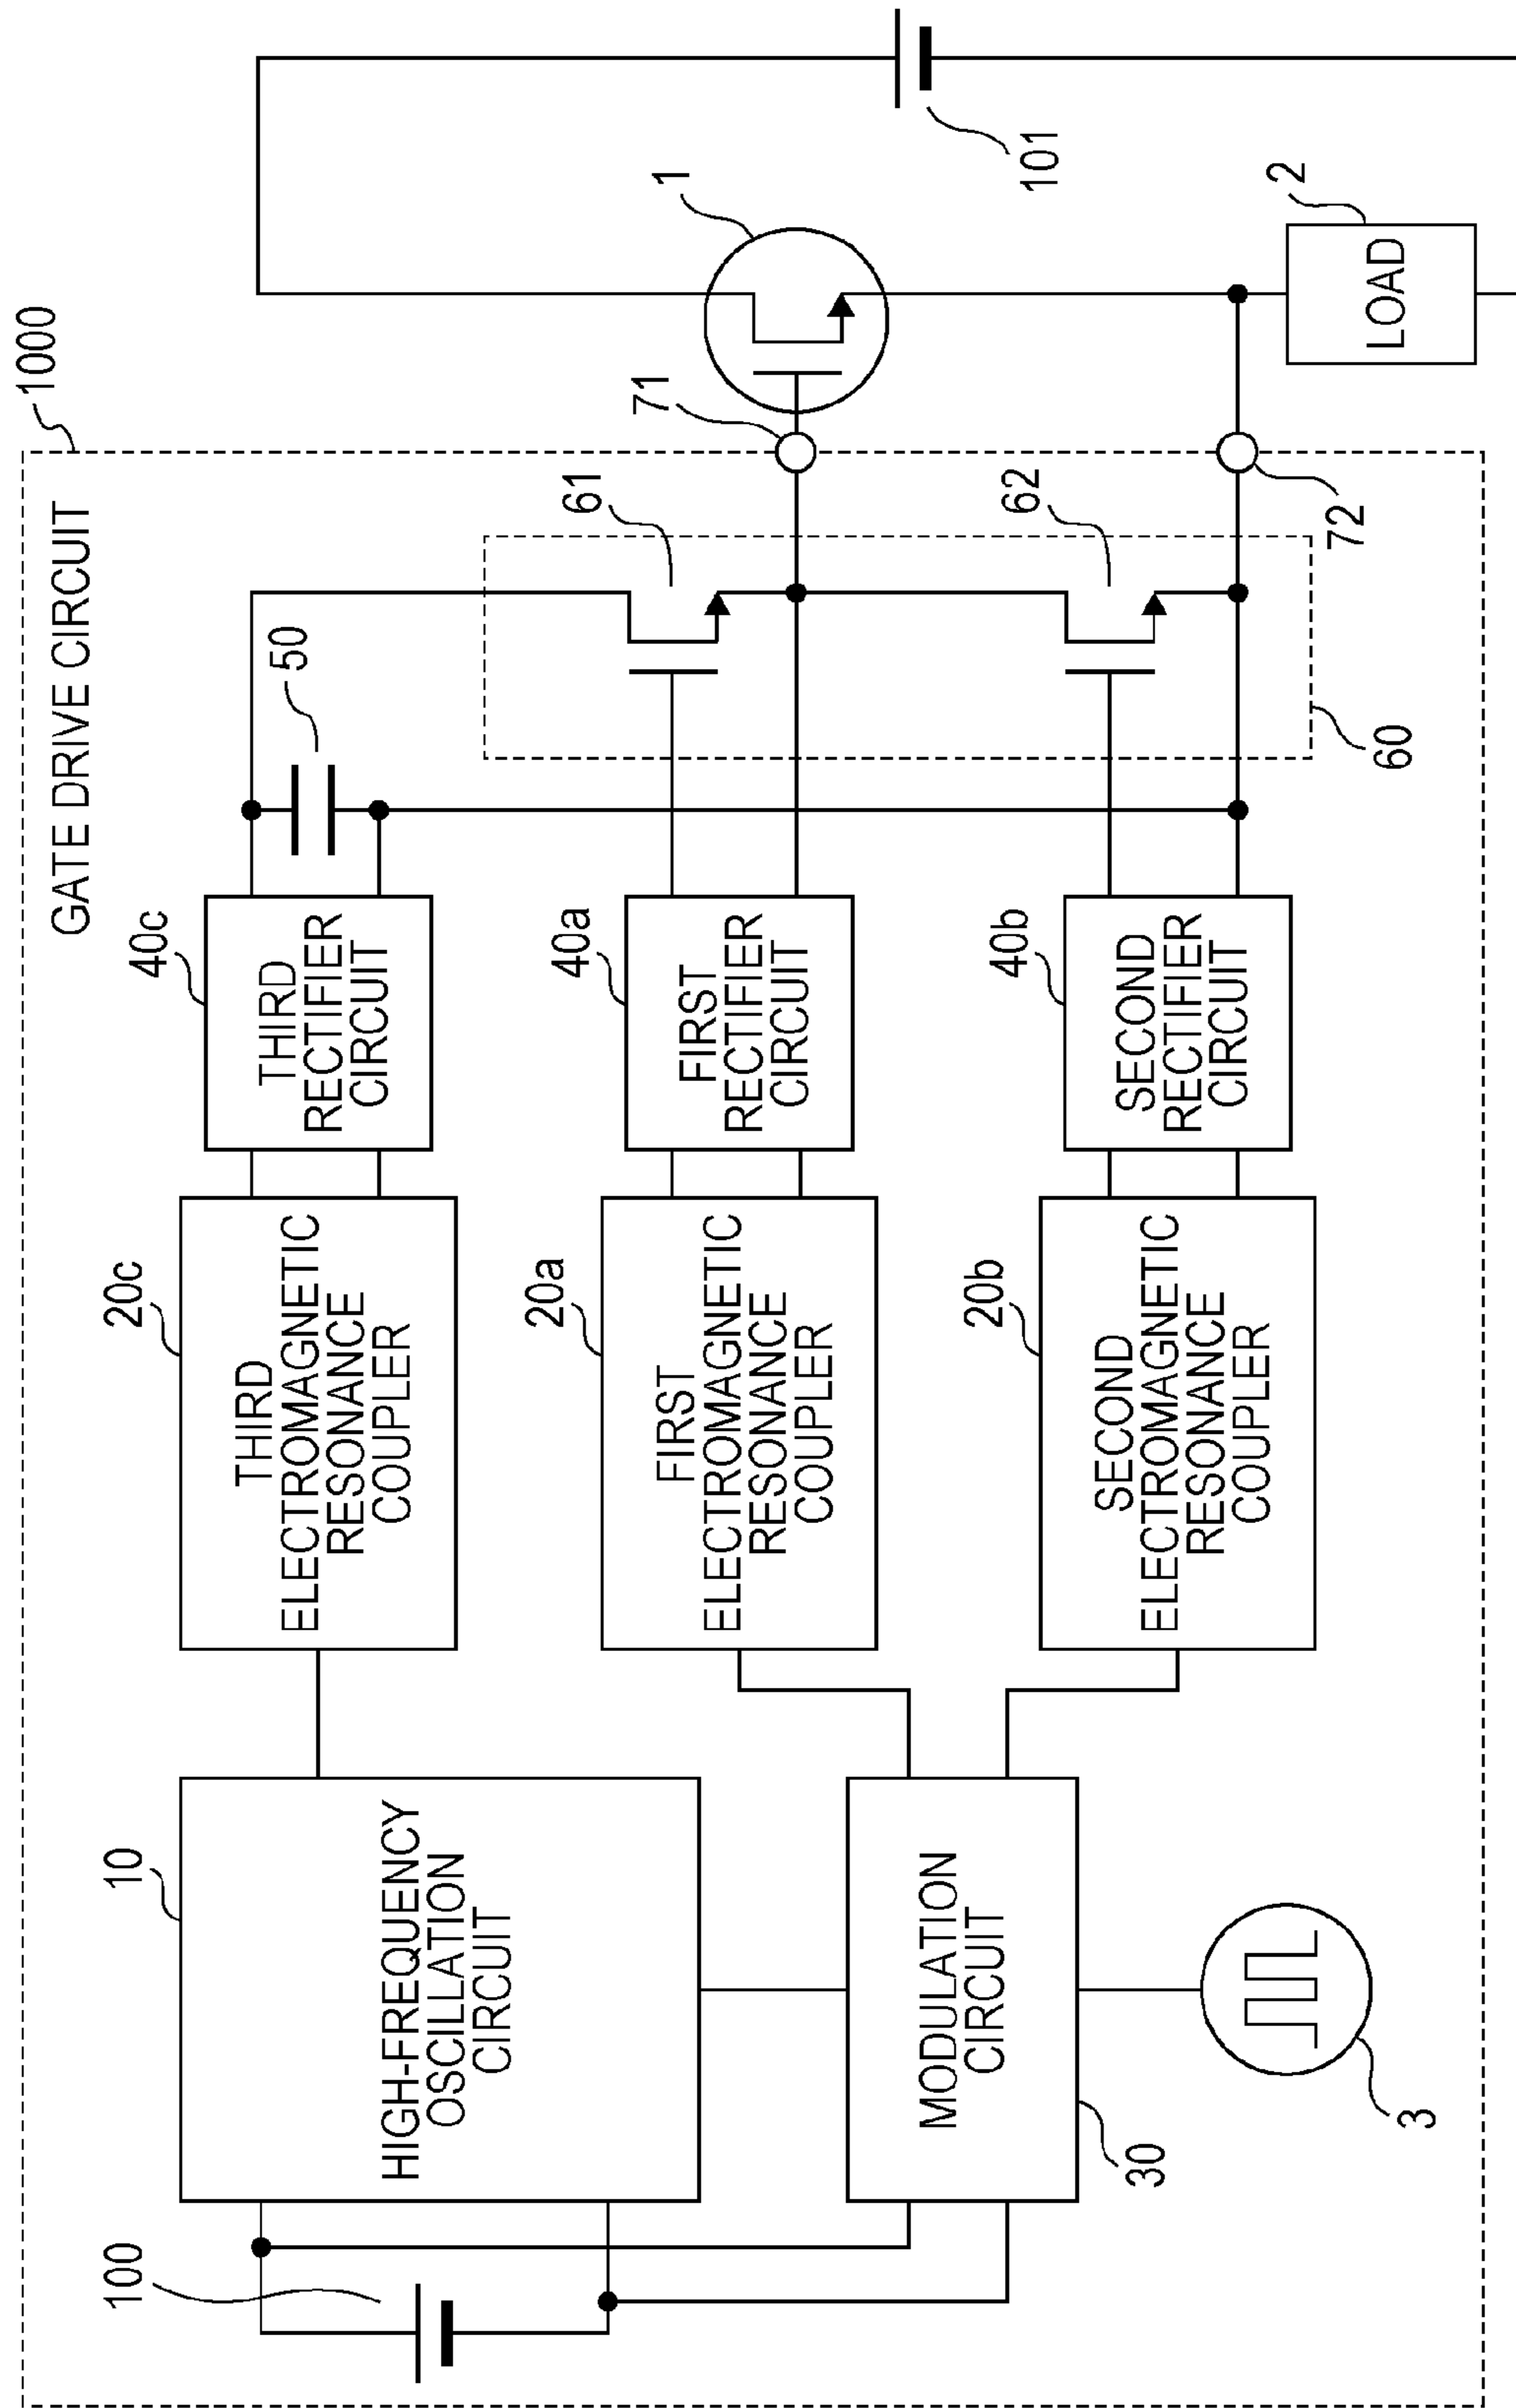 1000
GATE DRIVE CIRCUIT
100
10
HIGH-FREQUENCY
OSCILLATION
CIRCUIT
20c
THIRD
ELECTROMAGNETIC
RESONANCE
COUPLER
40c
THIRD
RECTIFIER
CIRCUIT
50
61
71
1
101
20a
FIRST
ELECTROMAGNETIC
RESONANCE
COUPLER
40a
FIRST
RECTIFIER
CIRCUIT
MODULATION
CIRCUIT
30
3
20b
SECOND
ELECTROMAGNETIC
RESONANCE
COUPLER
40b
SECOND
RECTIFIER
CIRCUIT
62
60
72
2
LOAD